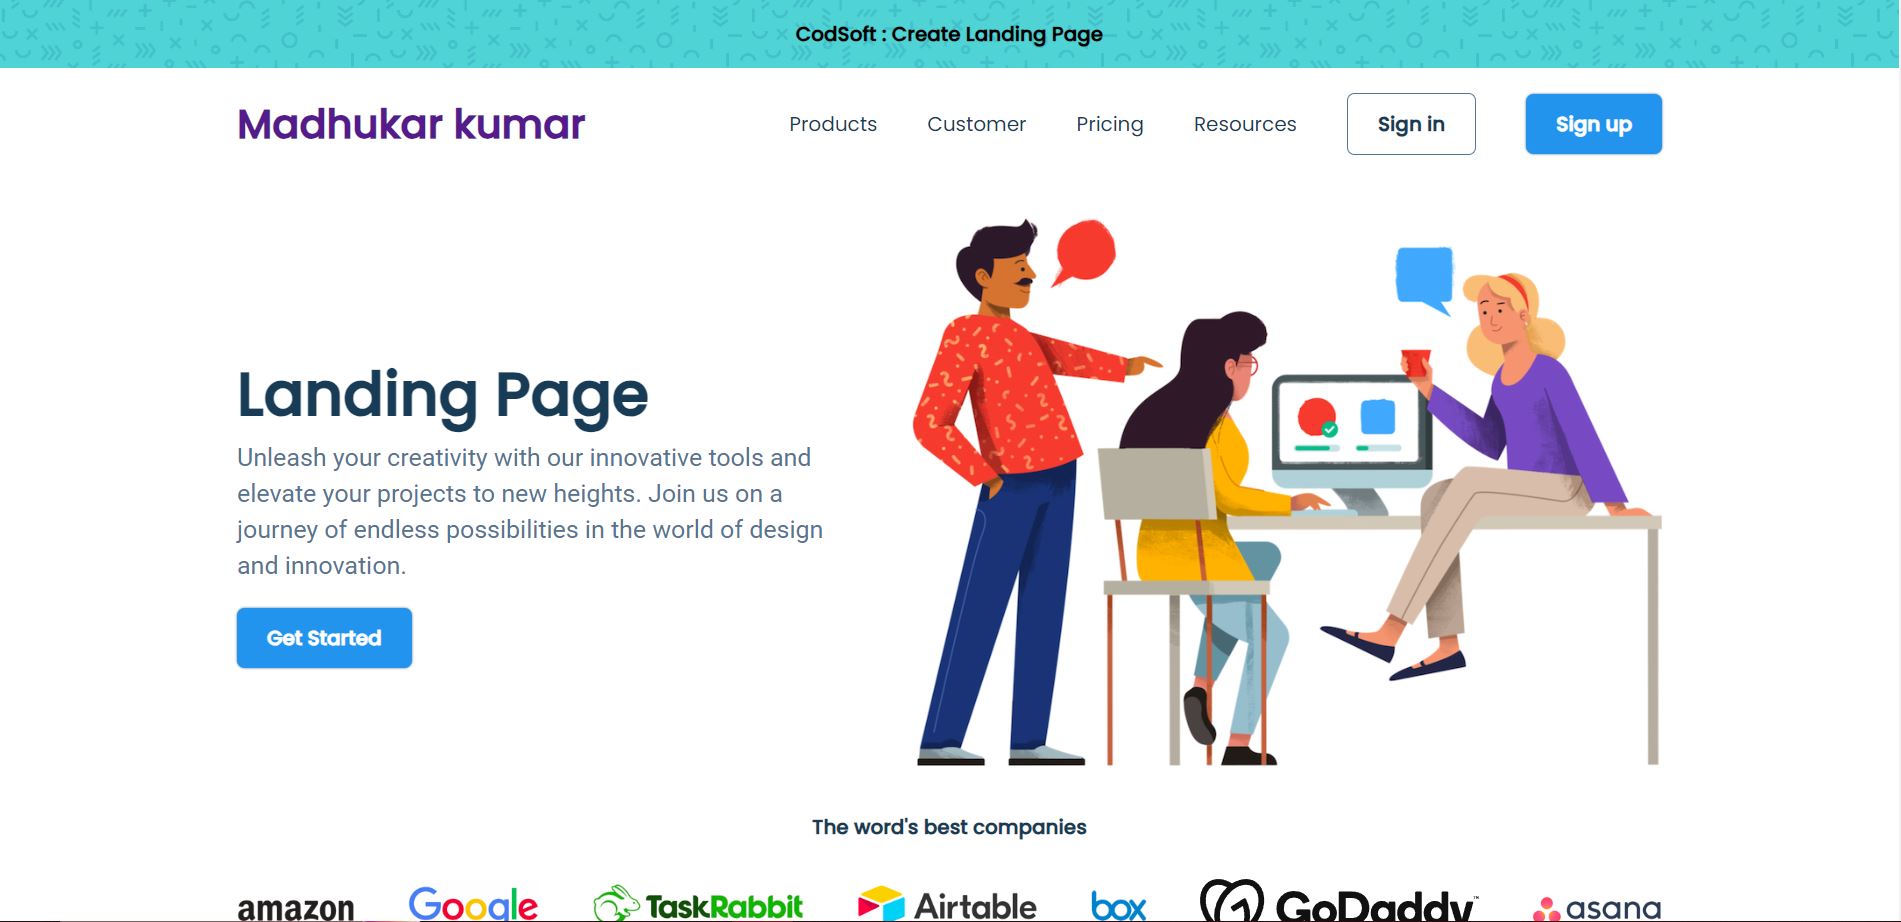 CodSoft : Create Landing Page
Madhukar kumar
Products
Customer
Pricing
Resources
Sign in
Sign up
Landing Page
Unleash your creativity with our innovative tools and
elevate your projects to new heights. Join us on a
journey of endless possibilities in the world of design
and innovation.
Get Started
The word's best companies
amazon
Google
TaskRabbit
Airtable
box
GoDaddy
asana